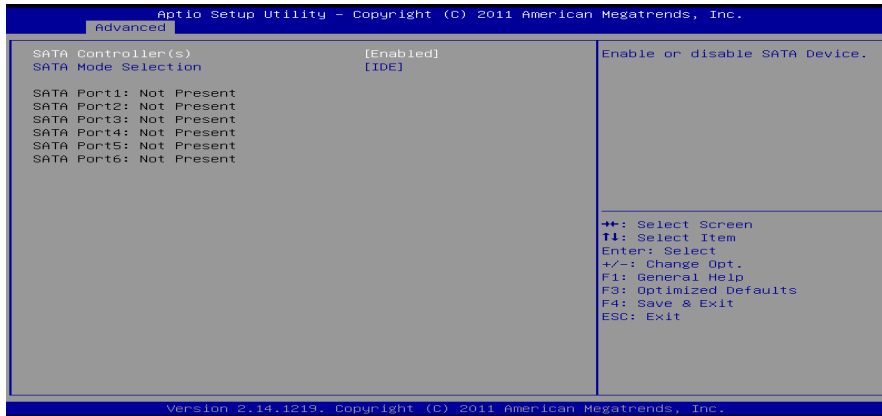 Aptio Setup Utility – Copyright (C) 2011 American Megatrends, Inc.
Advanced
SATA Controller(s) [Enabled]
SATA Mode Selection [IDE]
SATA Port1: Not Present
SATA Port2: Not Present
SATA Port3: Not Present
SATA Port4: Not Present
SATA Port5: Not Present
SATA Port6: Not Present
Enable or disable SATA Device.
→←: Select Screen
↑↓: Select Item
Enter: Select
+/-: Change Opt.
F1: General Help
F3: Optimized Defaults
F4: Save & Exit
ESC: Exit
Version 2.14.1219. Copyright (C) 2011 American Megatrends, Inc.